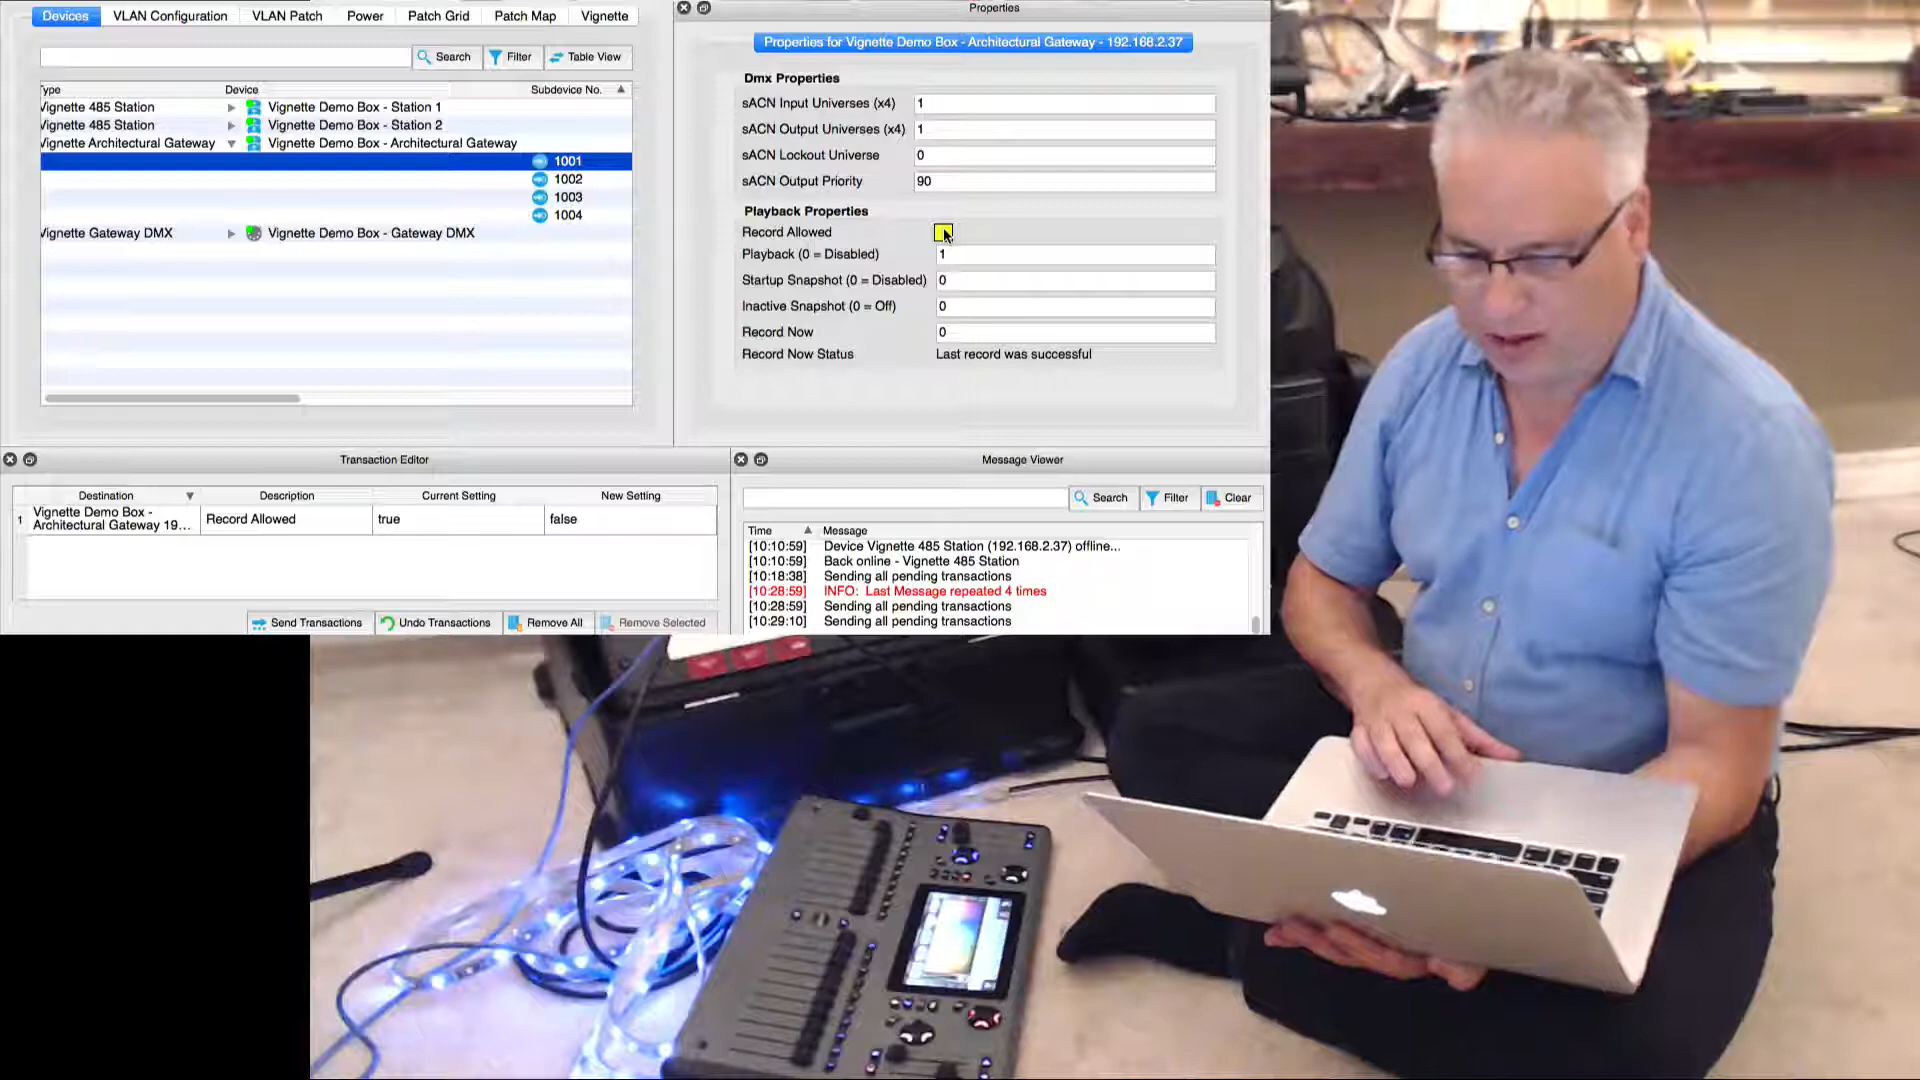 Devices VLAN Configuration VLAN Patch Power Patch Grid Patch Map Vignette
Search Filter Table View
Type Device Subdevice No.
Vignette 485 Station Vignette Demo Box - Station 1
Vignette 485 Station Vignette Demo Box - Station 2
Vignette Architectural Gateway Vignette Demo Box - Architectural Gateway
1001
1002
1003
1004
Vignette Gateway DMX Vignette Demo Box - Gateway DMX
Properties
Properties for Vignette Demo Box - Architectural Gateway - 192.168.2.37
Dmx Properties
sACN Input Universes (x4) 1
sACN Output Universes (x4) 1
sACN Lockout Universe 0
sACN Output Priority 90
Playback Properties
Record Allowed
Playback (0 = Disabled) 1
Startup Snapshot (0 = Disabled) 0
Inactive Snapshot (0 = Off) 0
Record Now 0
Record Now Status Last record was successful
Transaction Editor
Destination Description Current Setting New Setting
1 Vignette Demo Box -
Architectural Gateway 19... Record Allowed true false
Send Transactions Undo Transactions Remove All Remove Selected
Message Viewer
Search Filter Clear
Time Message
[10:10:59] Device Vignette 485 Station (192.168.2.37) offline...
[10:10:59] Back online - Vignette 485 Station
[10:18:38] Sending all pending transactions
[10:28:59] INFO: Last Message repeated 4 times
[10:28:59] Sending all pending transactions
[10:29:10] Sending all pending transactions